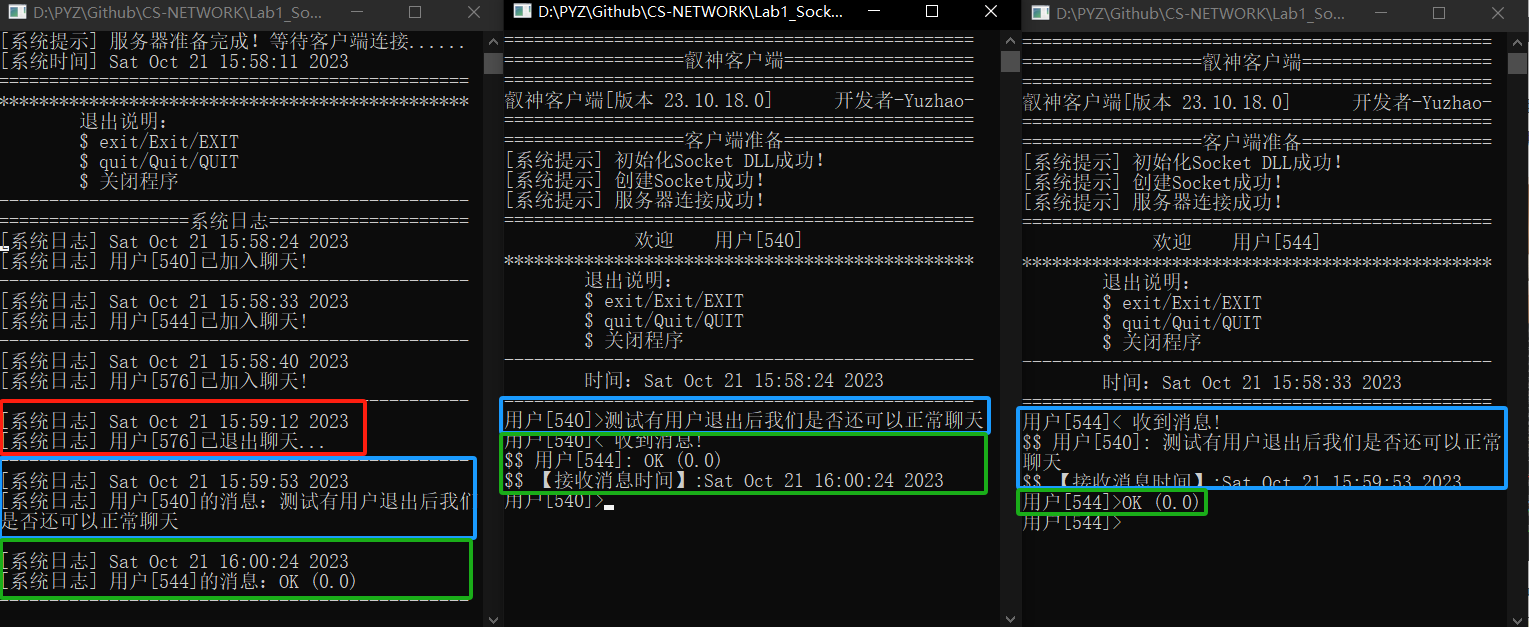 D:\PYZ\Github\CS-NETWORK\Lab1_So...
[系统提示] 服务器准备完成！等待客户端连接......
[系统时间] Sat Oct 21 15:58:11 2023
===============================================
***********************************************
退出说明：
$ exit/Exit/EXIT
$ quit/Quit/QUIT
$ 关闭程序
-----------------------------------------------
===================系统日志====================
[系统日志] Sat Oct 21 15:58:24 2023
[系统日志] 用户[540]已加入聊天！
-----------------------------------------------
[系统日志] Sat Oct 21 15:58:33 2023
[系统日志] 用户[544]已加入聊天！
-----------------------------------------------
[系统日志] Sat Oct 21 15:58:40 2023
[系统日志] 用户[576]已加入聊天！
-----------------------------------------------
[系统日志] Sat Oct 21 15:59:12 2023
[系统日志] 用户[576]已退出聊天...
-----------------------------------------------
[系统日志] Sat Oct 21 15:59:53 2023
[系统日志] 用户[540]的消息：测试有用户退出后我们
是否还可以正常聊天
-----------------------------------------------
[系统日志] Sat Oct 21 16:00:24 2023
[系统日志] 用户[544]的消息：OK (0.0)
-----------------------------------------------
D:\PYZ\Github\CS-NETWORK\Lab1_Sock...
===============================================
==================叡神客户端===================
===============================================
叡神客户端[版本 23.10.18.0] 开发者-Yuzhao-
===============================================
==================客户端准备===================
[系统提示] 初始化Socket DLL成功！
[系统提示] 创建Socket成功！
[系统提示] 服务器连接成功！
===============================================
欢迎 用户[540]
***********************************************
退出说明：
$ exit/Exit/EXIT
$ quit/Quit/QUIT
$ 关闭程序
-----------------------------------------------
时间：Sat Oct 21 15:58:24 2023
===============================================
用户[540]>测试有用户退出后我们是否还可以正常聊天
用户[540]< 收到消息！
$$ 用户[544]: OK (0.0)
$$ 【接收消息时间】:Sat Oct 21 16:00:24 2023
用户[540]>
D:\PYZ\Github\CS-NETWORK\Lab1_So...
===============================================
==================叡神客户端===================
===============================================
叡神客户端[版本 23.10.18.0] 开发者-Yuzhao-
===============================================
==================客户端准备===================
[系统提示] 初始化Socket DLL成功！
[系统提示] 创建Socket成功！
[系统提示] 服务器连接成功！
===============================================
欢迎 用户[544]
***********************************************
退出说明：
$ exit/Exit/EXIT
$ quit/Quit/QUIT
$ 关闭程序
-----------------------------------------------
时间：Sat Oct 21 15:58:33 2023
===============================================
用户[544]< 收到消息！
$$ 用户[540]: 测试有用户退出后我们是否还可以正常
聊天
$$ 【接收消息时间】:Sat Oct 21 15:59:53 2023
用户[544]>OK (0.0)
用户[544]>